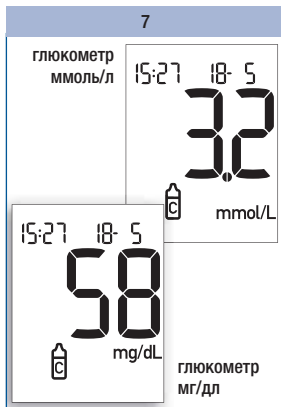 7
глюкометр
ммоль/л
15:27 18- 5
3.2
C
mmol/L
15:27 18- 5
58
C
mg/dL
глюкометр
мг/дл